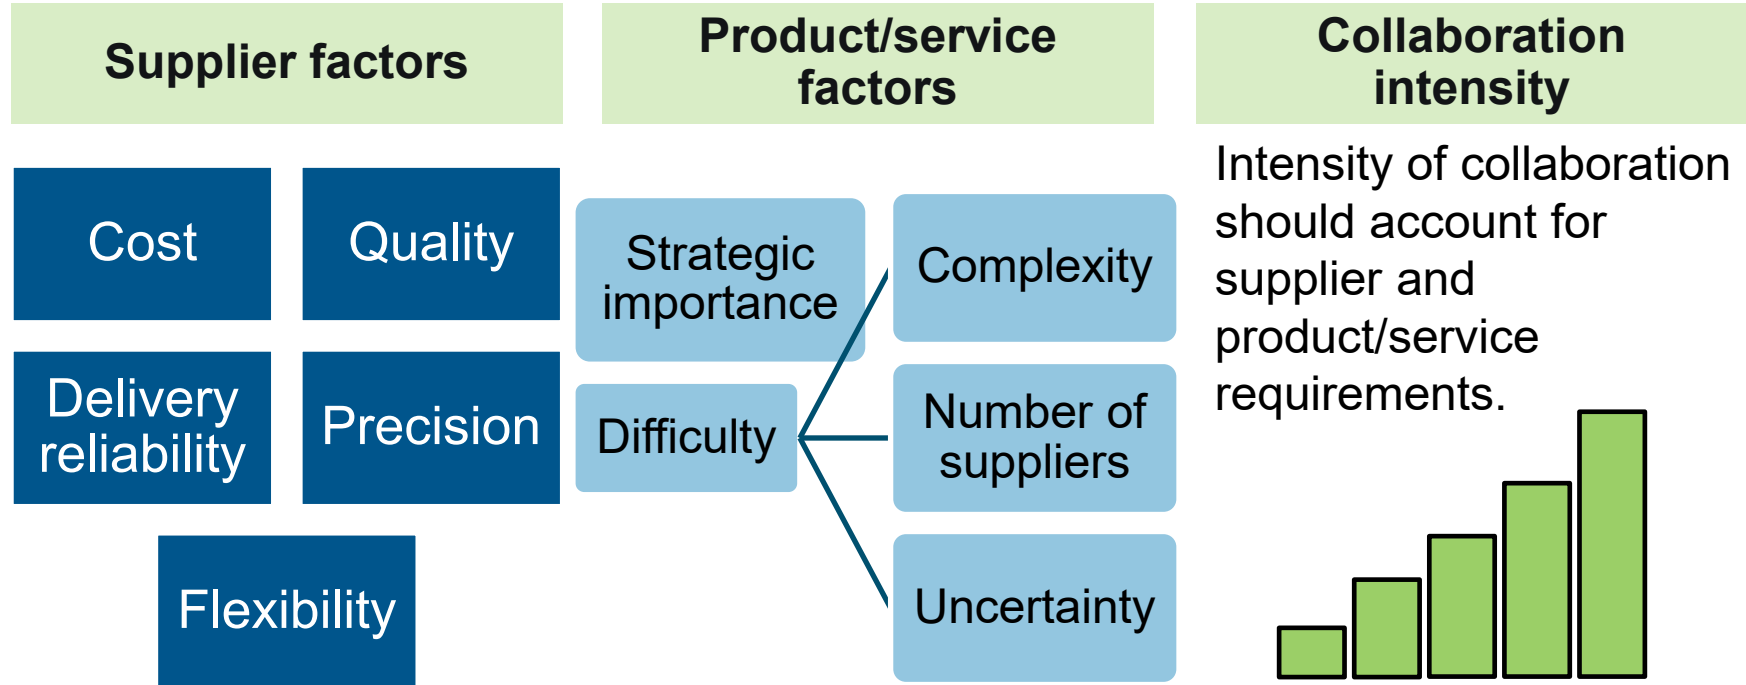 Supplier factors
Product/service
factors
Collaboration
intensity
Cost
Quality
Delivery
reliability
Precision
Flexibility
Strategic
importance
Difficulty
Complexity
Number of
suppliers
Uncertainty
Intensity of collaboration
should account for
supplier and
product/service
requirements.